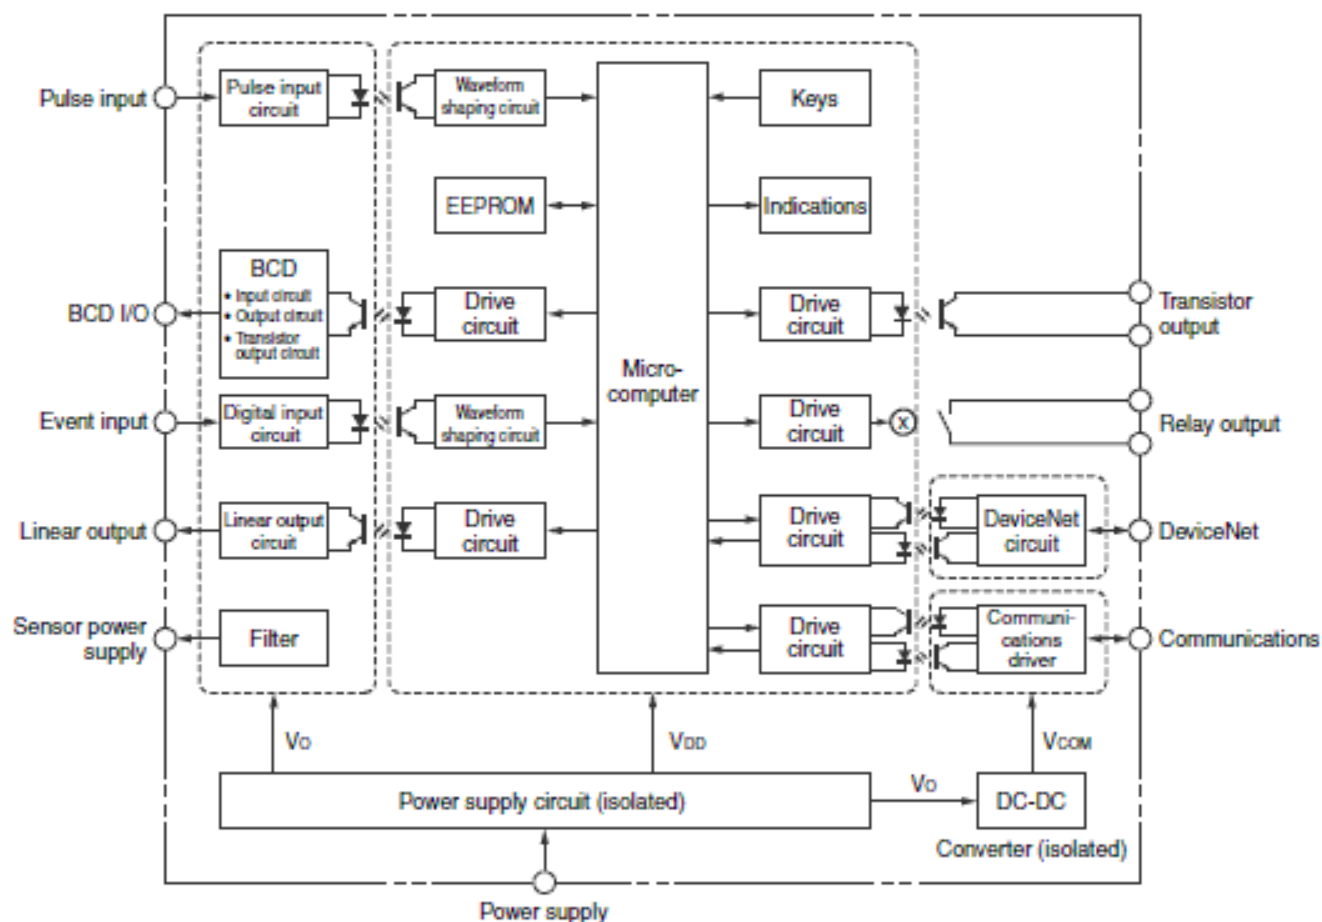 Pulse input
Pulse input
circuit
Waveform
shaping circuit
Keys
EEPROM
Indications
BCD I/O
BCD
• Input circuit
• Output circuit
• Transistor
output circuit
Drive
circuit
Micro-
computer
Drive
circuit
Transistor
output
Event input
Digital input
circuit
Waveform
shaping circuit
Drive
circuit
X
Relay output
Linear output
Linear output
circuit
Drive
circuit
Drive
circuit
DeviceNet
circuit
DeviceNet
Sensor power
supply
Filter
Drive
circuit
Communi-
cations
driver
Communications
VO
VDD
VCOM
Power supply circuit (isolated)
VO
DC-DC
Converter (isolated)
Power supply